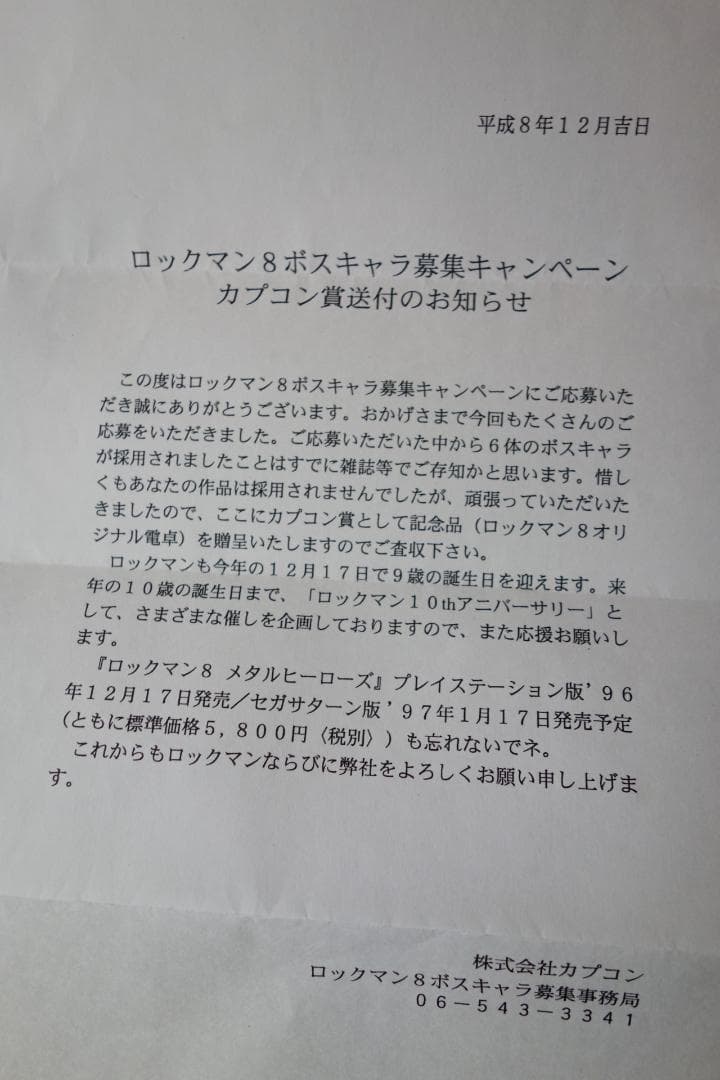 平成８年１２月吉日
ロックマン８ボスキャラ募集キャンペーン
カプコン賞送付のお知らせ
この度はロックマン８ボスキャラ募集キャンペーンにご応募いた
だき誠にありがとうございます。おかげさまで今回もたくさんのご
応募をいただきました。ご応募いただいた中から６体のボスキャラ
が採用されましたことはすでに雑誌等でご存知かと思います。惜し
くもあなたの作品は採用されませんでしたが、頑張っていただいた
きましたので、ここにカプコン賞として記念品（ロックマン８オリ
ジナル電卓）を贈呈いたしますのでご査収下さい。
ロックマンも今年の１２月１７日で９歳の誕生日を迎えます。来
年の１０歳の誕生日まで、「ロックマン１０thアニバーサリー」と
して、さまざまな催しを企画しておりますので、また応援お願いし
ます。
『ロックマン８ メタルヒーローズ』プレイステーション版’９６
年１２月１７日発売／セガサターン版’９７年１月１７日発売予定
（ともに標準価格５，８００円〈税別〉）も忘れないでネ。
これからもロックマンならびに弊社をよろしくお願い申し上げま
す。
株式会社カプコン
ロックマン８ボスキャラ募集事務局
０６－５４３－３３４１